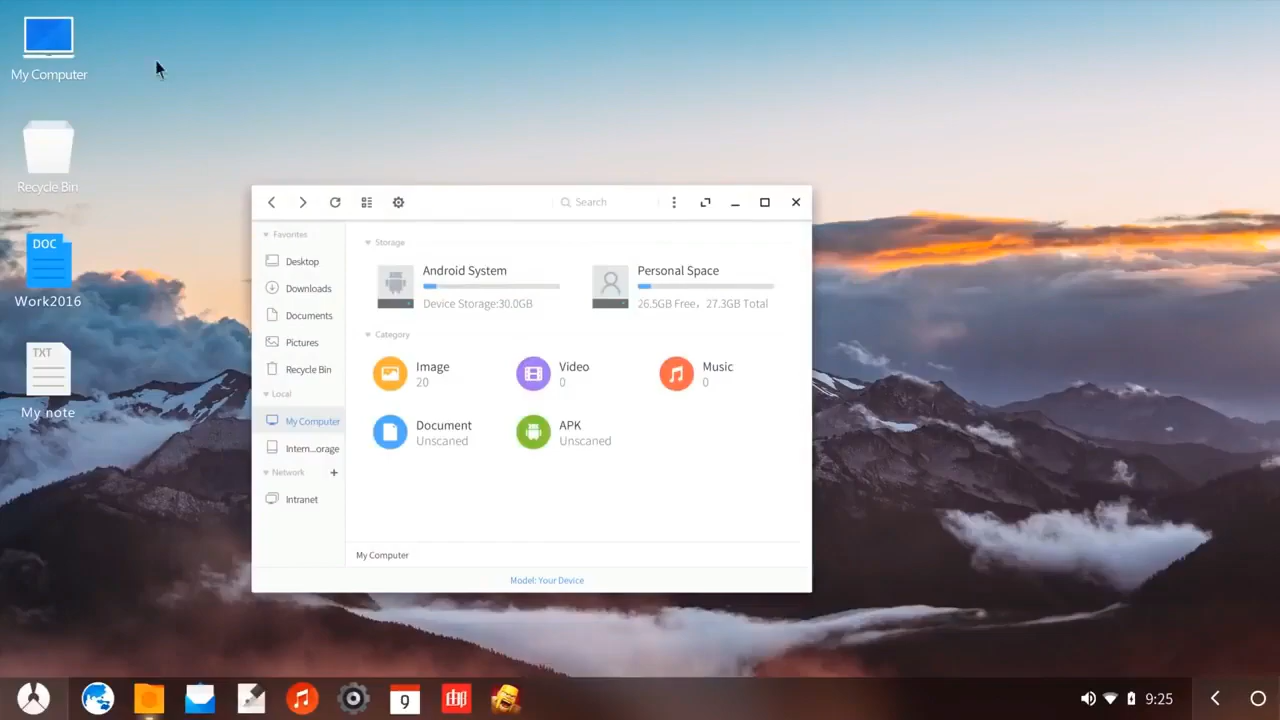 My Computer
Recycle Bin
DOC
Work2016
TXT
My note
Search
Favorites
Desktop
Downloads
Documents
Pictures
Recycle Bin
Local
My Computer
Intern...orage
Network +
Intranet
Storage
Android System
Device Storage:30.0GB
Personal Space
26.5GB Free, 27.3GB Total
Category
Image
20
Video
0
Music
0
Document
Unscaned
APK
Unscaned
My Computer
Model: Your Device
9
9:25